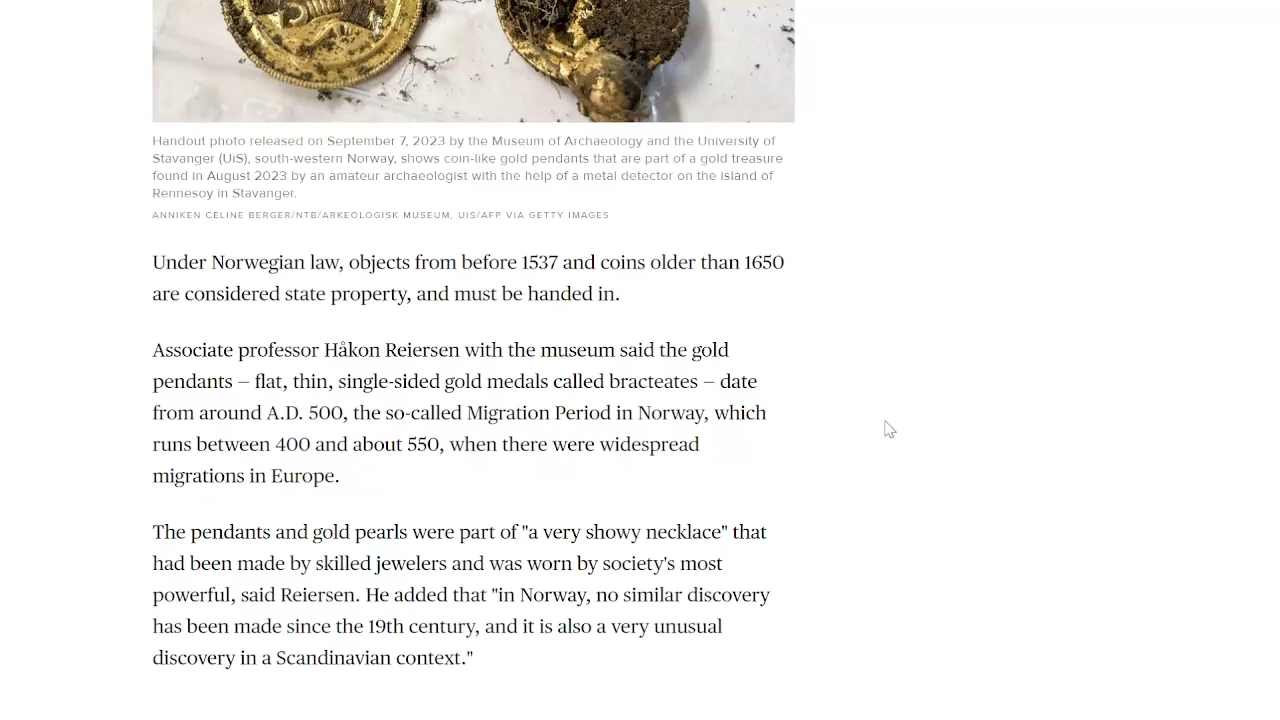 Handout photo released on September 7, 2023 by the Museum of Archaeology and the University of
Stavanger (UiS), south-western Norway, shows coin-like gold pendants that are part of a gold treasure
found in August 2023 by an amateur archaeologist with the help of a metal detector on the island of
Rennesoy in Stavanger.
ANNIKEN CELINE BERGER/NTB/ARKEOLOGISK MUSEUM, UIS/AFP VIA GETTY IMAGES
Under Norwegian law, objects from before 1537 and coins older than 1650
are considered state property, and must be handed in.
Associate professor Håkon Reiersen with the museum said the gold
pendants — flat, thin, single-sided gold medals called bracteates — date
from around A.D. 500, the so-called Migration Period in Norway, which
runs between 400 and about 550, when there were widespread
migrations in Europe.
The pendants and gold pearls were part of "a very showy necklace" that
had been made by skilled jewelers and was worn by society's most
powerful, said Reiersen. He added that "in Norway, no similar discovery
has been made since the 19th century, and it is also a very unusual
discovery in a Scandinavian context."